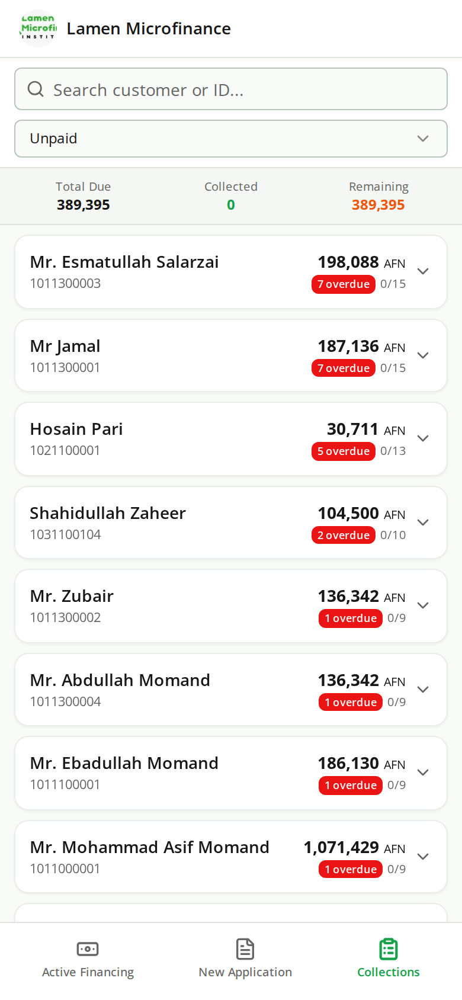 Lamen
Microfi
INSTIT
Lamen Microfinance
Search customer or ID...
Unpaid
Total Due
389,395
Collected
0
Remaining
389,395
Mr. Esmatullah Salarzai
1011300003
198,088 AFN
7 overdue 0/15
Mr Jamal
1011300001
187,136 AFN
7 overdue 0/15
Hosain Pari
1021100001
30,711 AFN
5 overdue 0/13
Shahidullah Zaheer
1031100104
104,500 AFN
2 overdue 0/10
Mr. Zubair
1011300002
136,342 AFN
1 overdue 0/9
Mr. Abdullah Momand
1011300004
136,342 AFN
1 overdue 0/9
Mr. Ebadullah Momand
1011100001
186,130 AFN
1 overdue 0/9
Mr. Mohammad Asif Momand
1011000001
1,071,429 AFN
1 overdue 0/9
Active Financing
New Application
Collections